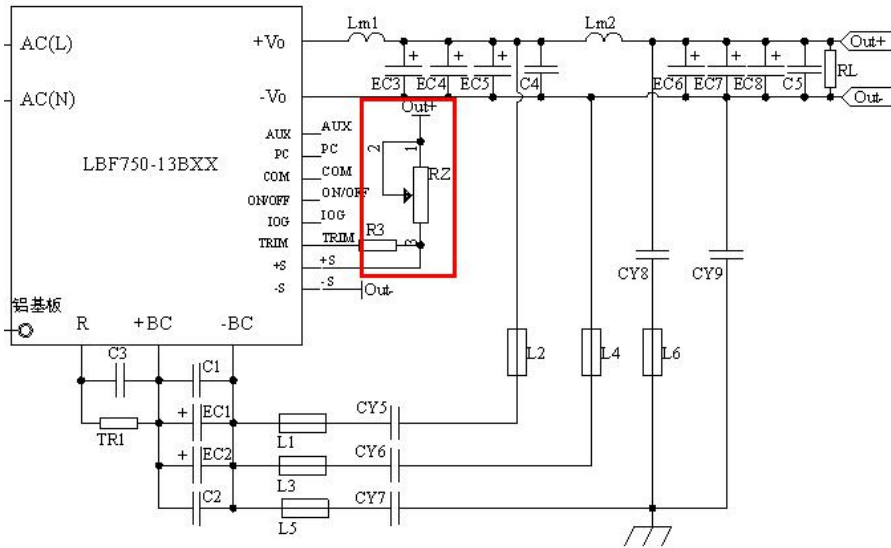 Lm1
Lm2
AC(L)
+Vo
Out+
EC3
+
EC4
+
EC5
+
C4
EC6
+
EC7
+
EC8
+
C5
RL
AC(N)
-Vo
Out-
Out+
AUX
AUX
PC
PC
LBF750-13BXX
COM
COM
ON/OFF
ON/OFF
IOG
IOG
TRIM
TRIM
+S
+S
-S
-S
2
1
RZ
R3
3
Out-
CY8
CY9
铝基板
R
+BC
-BC
C3
C1
L2
L4
L6
TR1
+
EC1
L1
CY5
+
EC2
L3
CY6
C2
L5
CY7